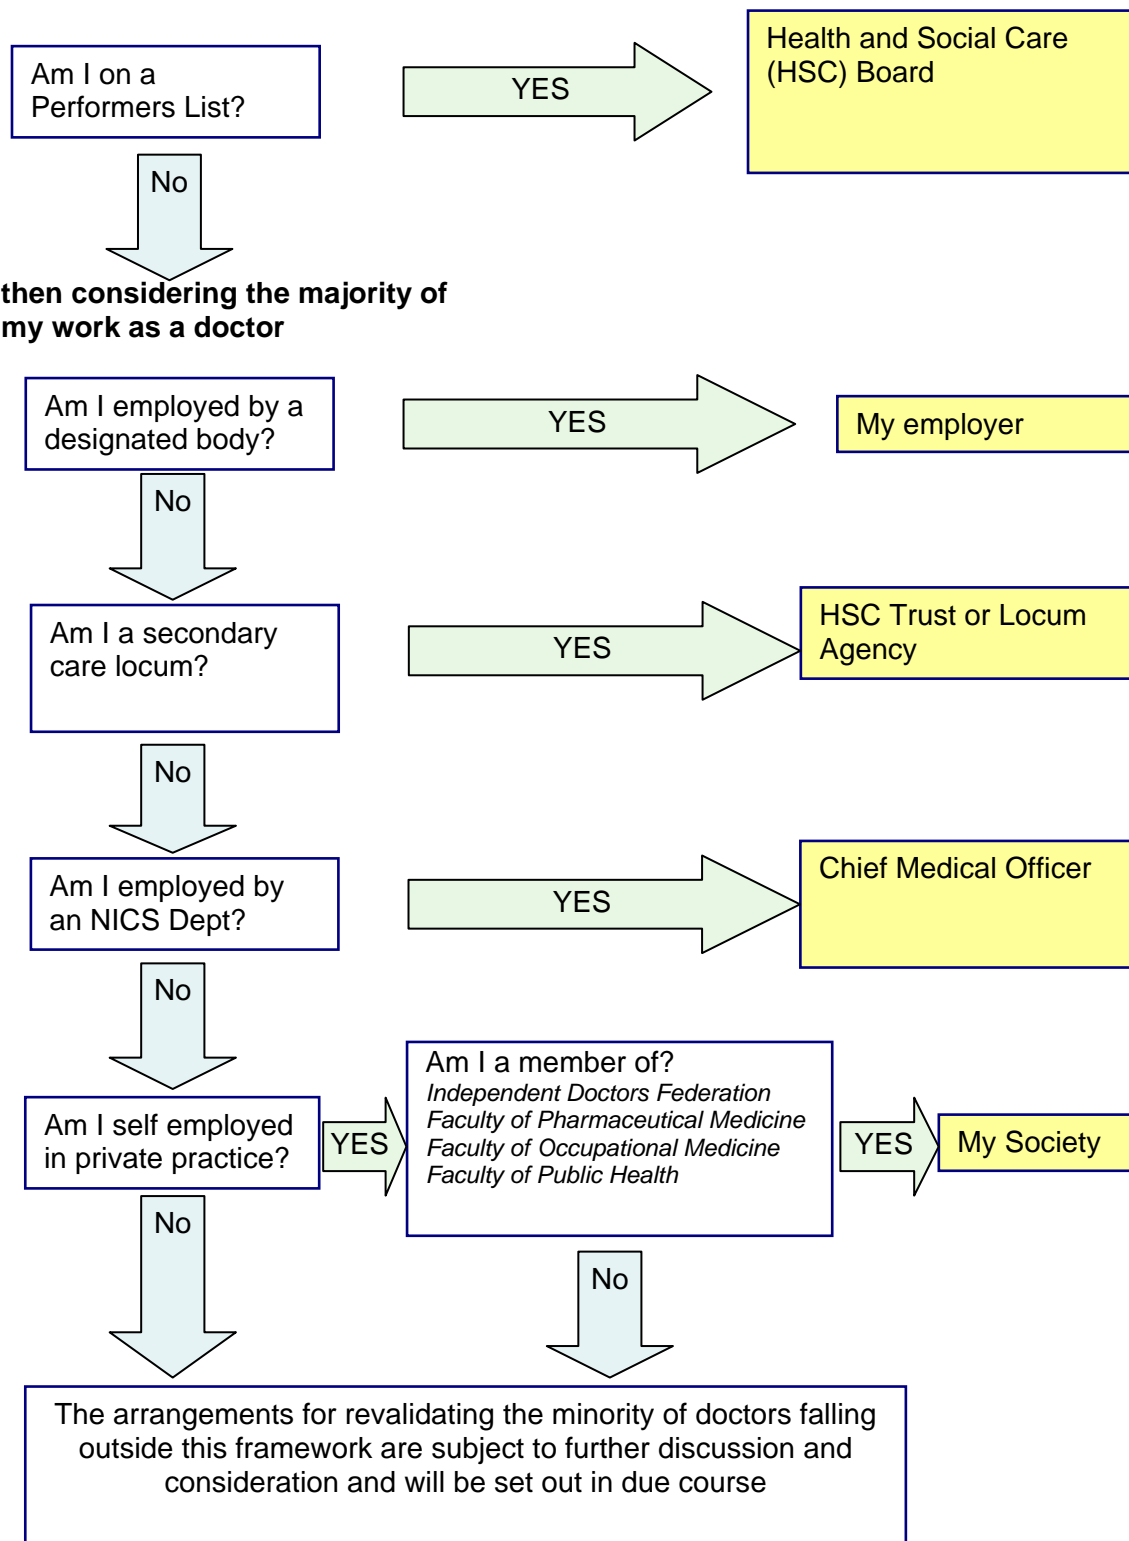 Am I on a
Performers List?
YES
Health and Social Care
(HSC) Board
No
then considering the majority of
my work as a doctor
Am I employed by a
designated body?
YES
My employer
No
Am I a secondary
care locum?
YES
HSC Trust or Locum
Agency
No
Am I employed by
an NICS Dept?
YES
Chief Medical Officer
No
Am I self employed
in private practice?
YES
Am I a member of?
Independent Doctors Federation
Faculty of Pharmaceutical Medicine
Faculty of Occupational Medicine
Faculty of Public Health
YES
My Society
No
No
The arrangements for revalidating the minority of doctors falling
outside this framework are subject to further discussion and
consideration and will be set out in due course